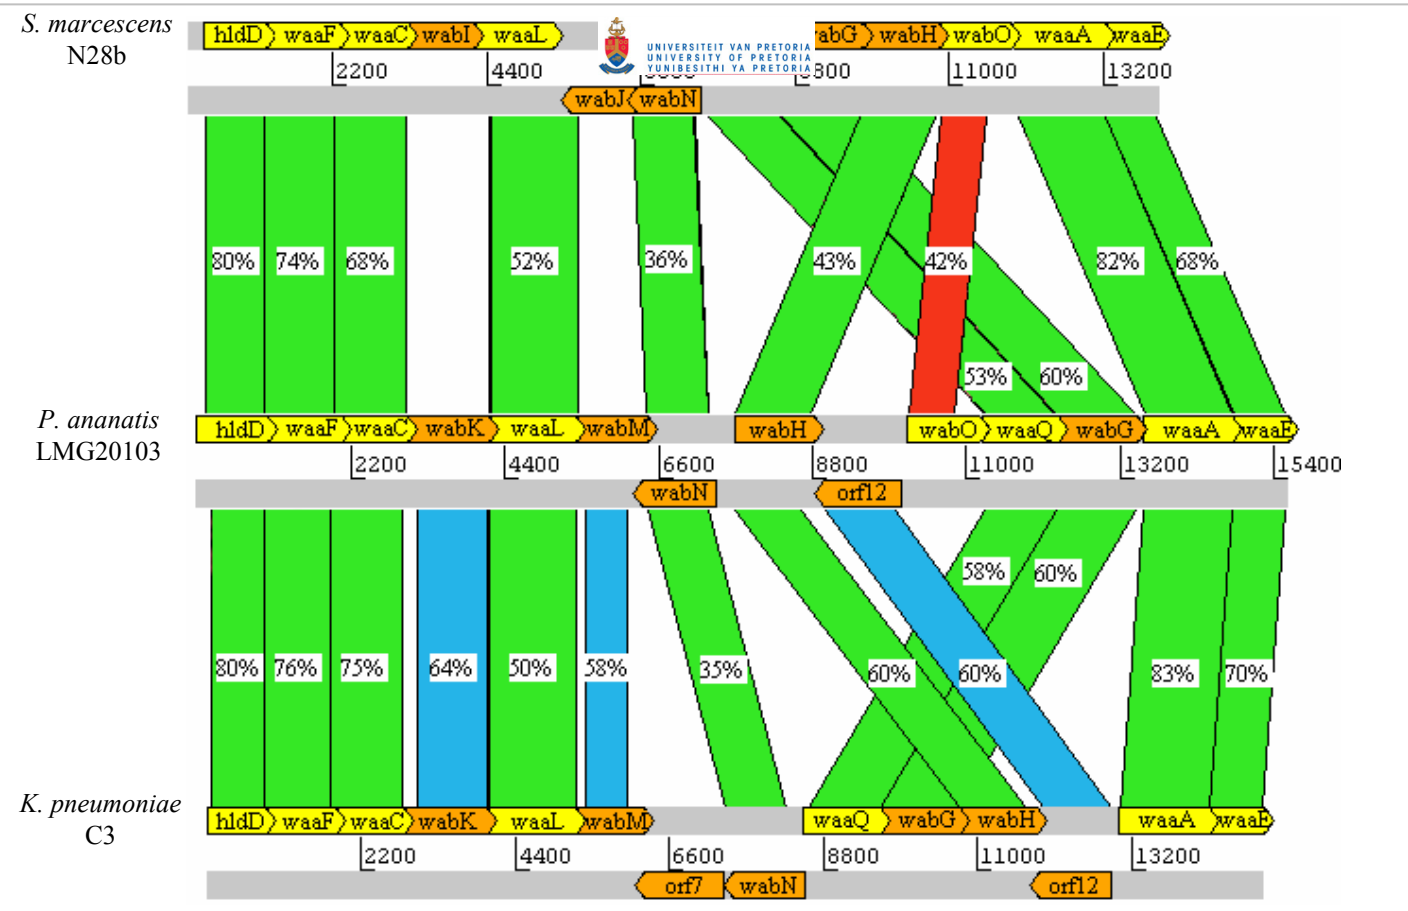 S. marcescens
N28b
hldD waaF waaC wabI waaL wabH wabO waaA waaE
UNIVERSITEIT VAN PRETORIA
UNIVERSITY OF PRETORIA
YUNIBESITHI YA PRETORIA
2200 4400 11000 13200
wabJ wabN
80% 74% 68% 52% 36% 43% 42% 82% 68%
53% 60%
P. ananatis
LMG20103
hldD waaF waaC wabK waaL wabM wabH wabO waaQ wabG waaA waaE
2200 4400 6600 8800 11000 13200 15400
wabN orf12
58% 60%
80% 76% 75% 64% 50% 58% 35% 60% 60% 83% 70%
K. pneumoniae
C3
hldD waaF waaC wabK waaL wabM waaQ wabG wabH waaA waaE
2200 4400 6600 8800 11000 13200
orf7 wabN orf12